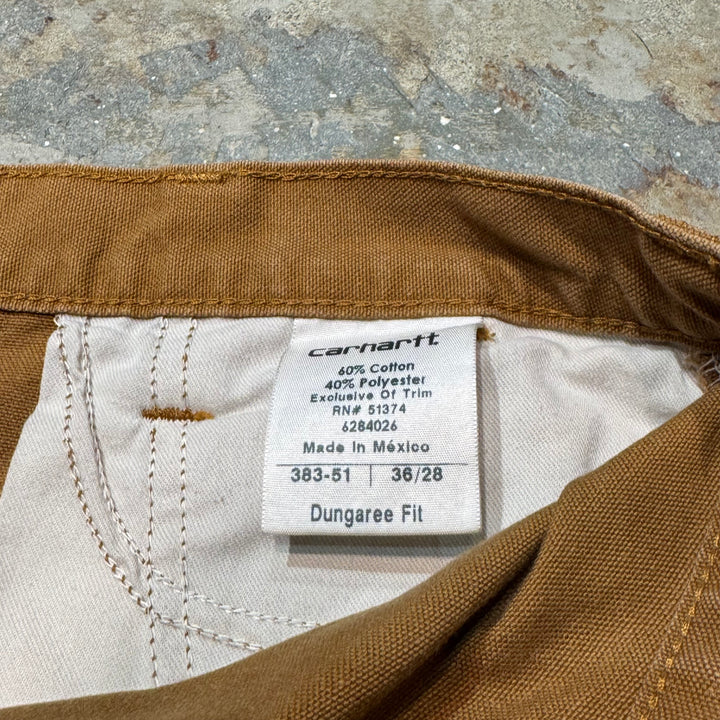 carhartt
60% Cotton
40% Polyester
Exclusive Of Trim
RN# 51374
6284026
Made In México
383-51 36/28
Dungaree Fit